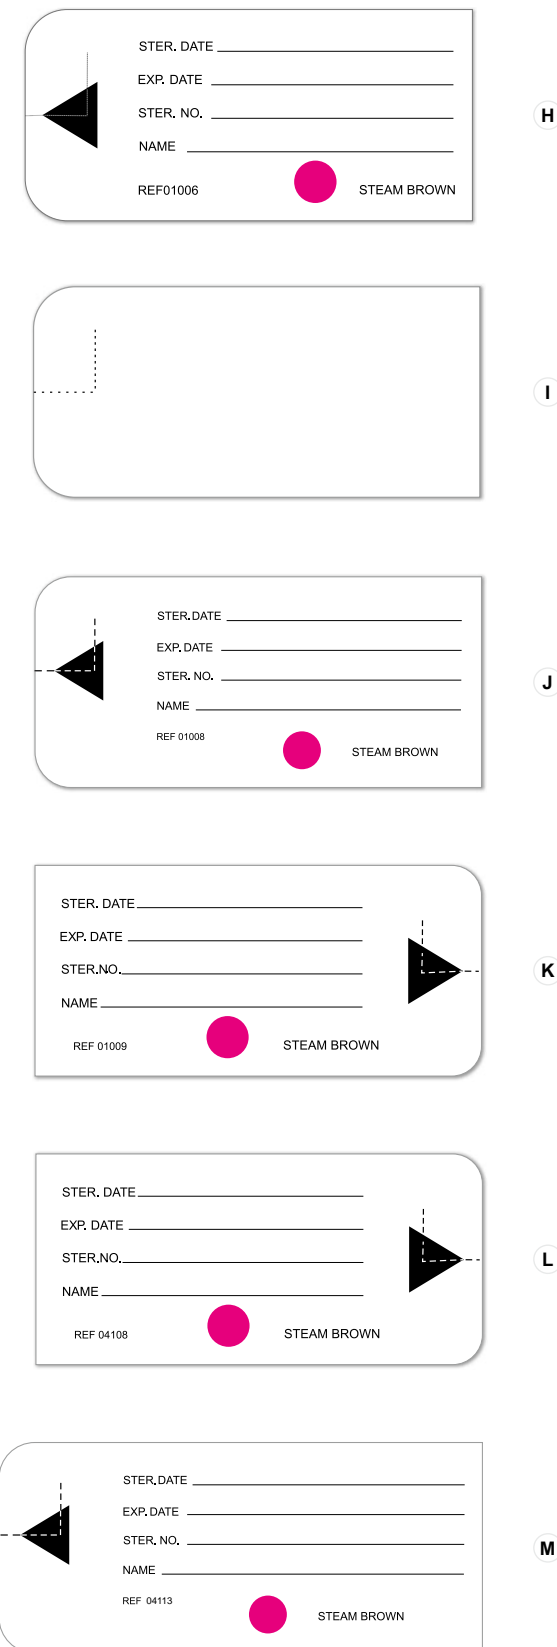 STER. DATE
EXP. DATE
STER. NO.
NAME
REF01006 STEAM BROWN
H
I
STER.DATE
EXP. DATE
STER. NO.
NAME
REF 01008
STEAM BROWN
J
STER. DATE
EXP. DATE
STER.NO.
NAME
REF 01009 STEAM BROWN
K
STER. DATE
EXP. DATE
STER.NO.
NAME
REF 04108 STEAM BROWN
L
STER.DATE
EXP. DATE
STER. NO.
NAME
REF 04113
STEAM BROWN
M